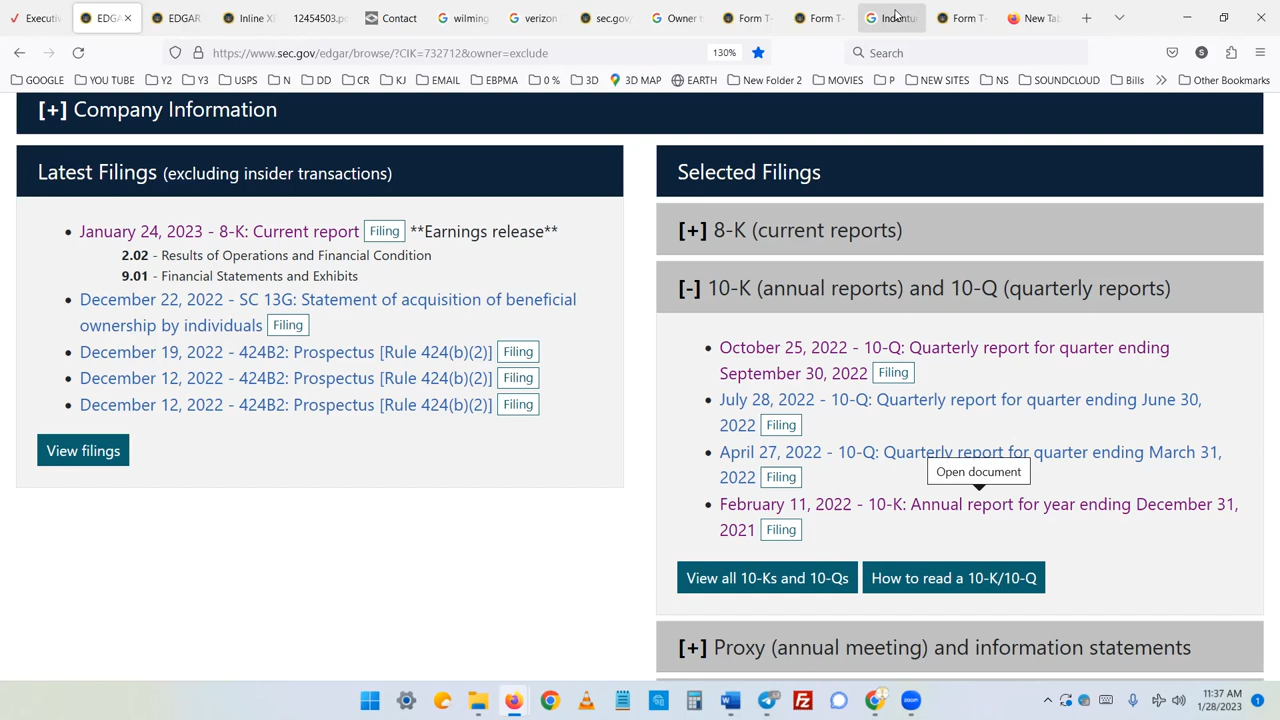 Executiv
EDGA
EDGAR
Inline XI
12454503.p
Contact
wilming
verizon
sec.gov/
Owner t
Form T-
Form T-
Indentu
Form T-
New Tab
https://www.sec.gov/edgar/browse/?CIK=732712&owner=exclude
130%
Search
S
GOOGLE
YOU TUBE
Y2
Y3
USPS
N
DD
CR
KJ
EMAIL
EBPMA
0 %
3D
3D MAP
EARTH
New Folder 2
MOVIES
P
NEW SITES
NS
SOUNDCLOUD
Bills
Other Bookmarks
[+] Company Information
Latest Filings (excluding insider transactions)
January 24, 2023 - 8-K: Current report Filing **Earnings release**
2.02 - Results of Operations and Financial Condition
9.01 - Financial Statements and Exhibits
December 22, 2022 - SC 13G: Statement of acquisition of beneficial
ownership by individuals Filing
December 19, 2022 - 424B2: Prospectus [Rule 424(b)(2)] Filing
December 12, 2022 - 424B2: Prospectus [Rule 424(b)(2)] Filing
December 12, 2022 - 424B2: Prospectus [Rule 424(b)(2)] Filing
View filings
Selected Filings
[+] 8-K (current reports)
[-] 10-K (annual reports) and 10-Q (quarterly reports)
October 25, 2022 - 10-Q: Quarterly report for quarter ending
September 30, 2022 Filing
July 28, 2022 - 10-Q: Quarterly report for quarter ending June 30,
2022 Filing
April 27, 2022 - 10-Q: Quarterly report for quarter ending March 31,
2022 Filing
Open document
February 11, 2022 - 10-K: Annual report for year ending December 31,
2021 Filing
View all 10-Ks and 10-Qs
How to read a 10-K/10-Q
[+] Proxy (annual meeting) and information statements
11:37 AM
1/28/2023